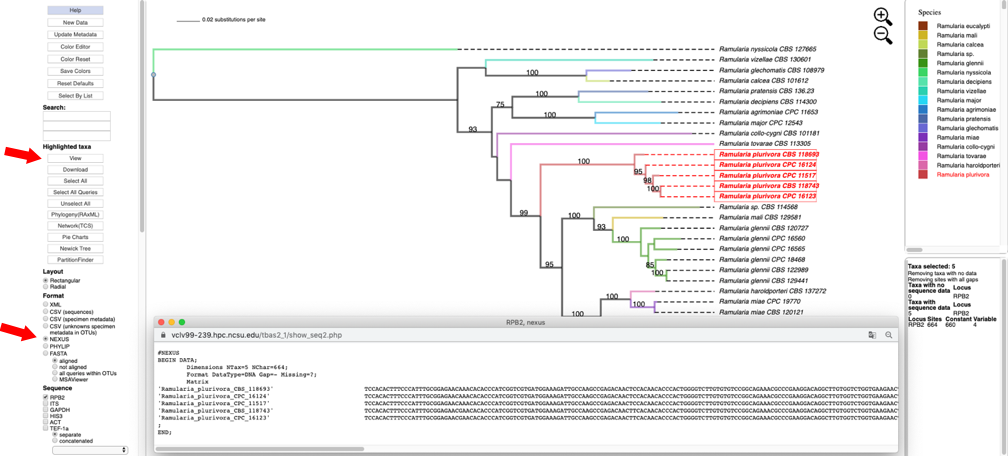 Help
New Data
Update Metadata
Color Editor
Color Reset
Save Colors
Reset Defaults
Select By List
Search:
Highlighted taxa
View
Download
Select All
Select All Queries
Unselect All
Phylogeny(RAxML)
Network(TCS)
Pie Charts
Newick Tree
PartitionFinder
Layout
Rectangular
Radial
Format
XML
CSV (sequences)
CSV (specimen metadata)
CSV (unknowns specimen
metadata in OTUs)
NEXUS
PHYLIP
FASTA
aligned
not aligned
all queries within OTUs
MSAViewer
Sequence
RPB2
ITS
GAPDH
HIS3
ACT
TEF-1a
separate
concatenated
0.02 substitutions per site
Ramularia nyssicola CBS 127665
Ramularia vizellae CBS 130601
100
Ramularia glechomatis CBS 108979
Ramularia calcea CBS 101612
100
Ramularia pratensis CBS 136.23
Ramularia decipiens CBS 114300
75
100
Ramularia agrimoniae CPC 11653
Ramularia major CPC 12543
93
Ramularia collo-cygni CBS 101181
Ramularia tovarae CBS 113305
Ramularia plurivora CBS 118693
100
Ramularia plurivora CPC 16124
95
Ramularia plurivora CPC 11517
98
Ramularia plurivora CBS 118743
100
Ramularia plurivora CPC 16123
99
100
Ramularia sp. CBS 114568
Ramularia mali CBS 129581
93
Ramularia glennii CBS 120727
100
Ramularia glennii CPC 16560
Ramularia glennii CPC 16565
95
Ramularia glennii CPC 18468
85
Ramularia glennii CBS 122989
100
Ramularia glennii CBS 129441
100
Ramularia haroldporteri CBS 137272
Ramularia miae CPC 19770
Ramularia miae CBS 120121
Species
Ramularia eucalypti
Ramularia mali
Ramularia calcea
Ramularia sp.
Ramularia glennii
Ramularia nyssicola
Ramularia decipiens
Ramularia vizellae
Ramularia major
Ramularia agrimoniae
Ramularia pratensis
Ramularia glechomatis
Ramularia miae
Ramularia collo-cygni
Ramularia tovarae
Ramularia haroldporteri
Ramularia plurivora
Taxa selected: 5
Removing taxa with no data
Removing sites with all gaps
Taxa with no sequence data Locus
0 RPB2
Taxa with sequence data Locus
5 RPB2
Locus Sites Constant Variable
RPB2 664 660 4
RPB2, nexus
vclv99-239.hpc.ncsu.edu/tbas2_1/show_seq2.php
#NEXUS
BEGIN DATA;
Dimensions NTax=5 NChar=664;
Format DataType=DNA Gap=- Missing=?;
Matrix
'Ramularia_plurivora_CBS_118693'
'Ramularia_plurivora_CPC_16124'
'Ramularia_plurivora_CPC_11517'
'Ramularia_plurivora_CBS_118743'
'Ramularia_plurivora_CPC_16123'
;
END;